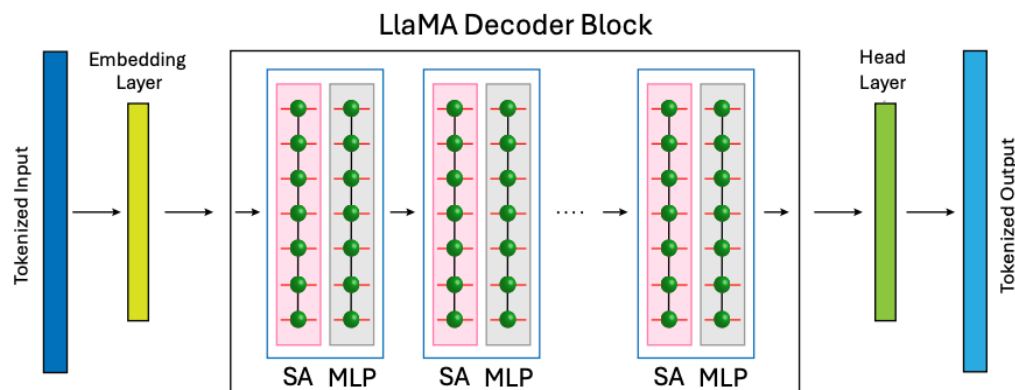 LlaMA Decoder Block
Tokenized Input
Embedding
Layer
....
SA MLP
SA MLP
SA MLP
Head
Layer
Tokenized Output